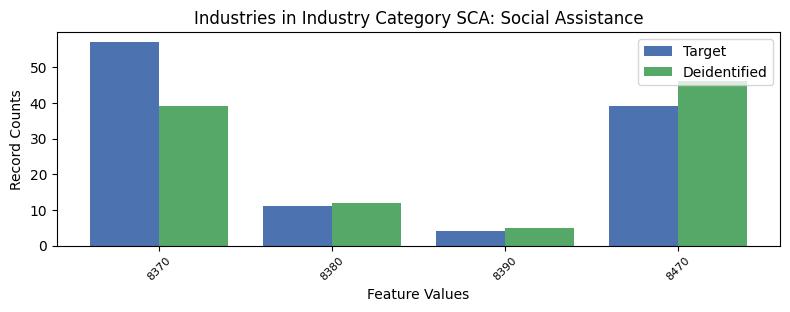 Industries in Industry Category SCA: Social Assistance
Target
Deidentified
Record Counts
50
40
30
20
10
0
8370
8380
8390
8470
Feature Values